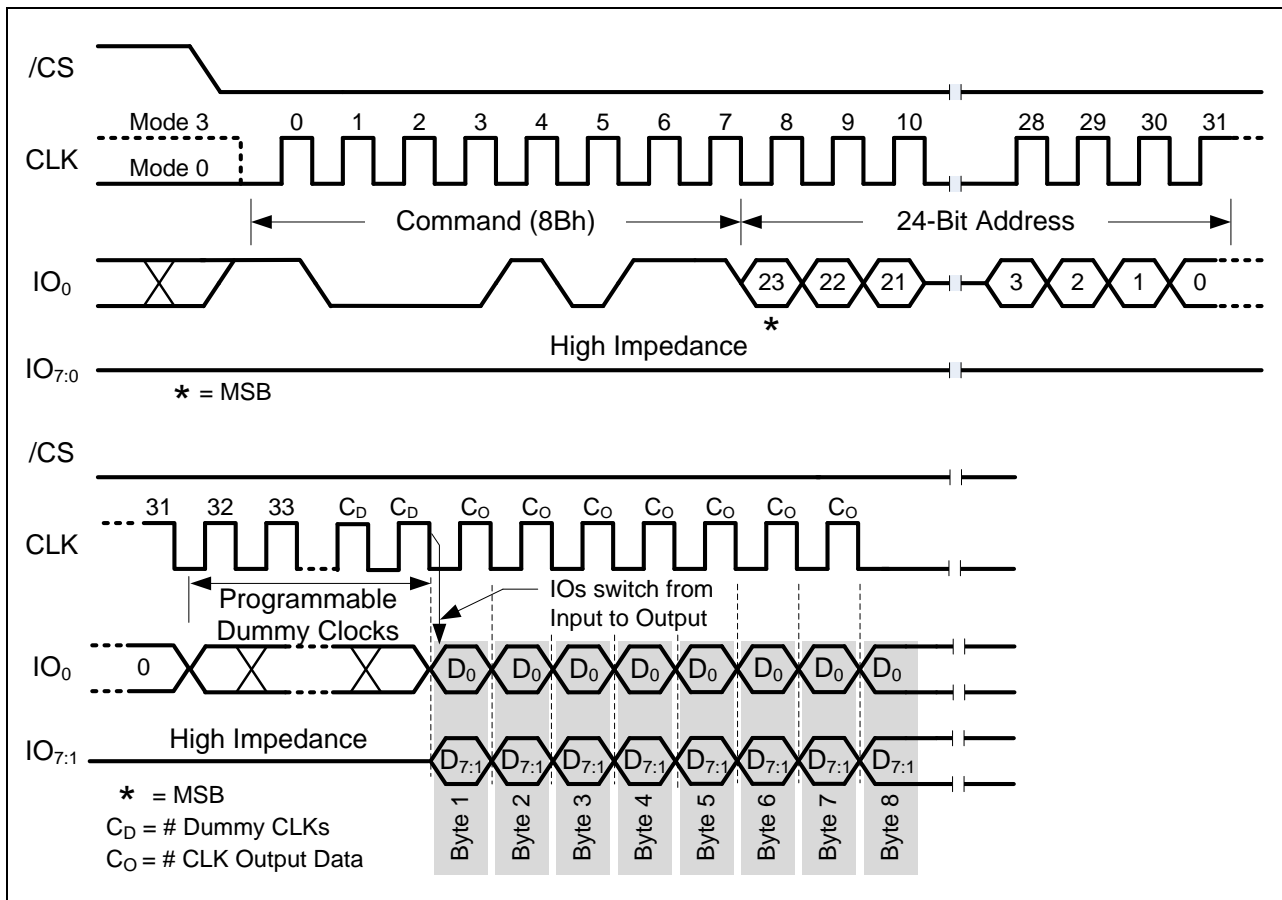 /CS
Mode 3 0 1 2 3 4 5 6 7 8 9 10 28 29 30 31
CLK
Mode 0
Command (8Bh) 24-Bit Address
IO0 23 22 21 3 2 1 0
*
High Impedance
IO7:0
* = MSB
/CS
31 32 33 CD CD CO CO CO CO CO CO CO
CLK
Programmable
Dummy Clocks
IOs switch from
Input to Output
IO0 0 D0 D0 D0 D0 D0 D0 D0 D0
High Impedance
IO7:1 D7:1 D7:1 D7:1 D7:1 D7:1 D7:1 D7:1 D7:1
* = MSB
CD = # Dummy CLKs
CO = # CLK Output Data
Byte 1
Byte 2
Byte 3
Byte 4
Byte 5
Byte 6
Byte 7
Byte 8